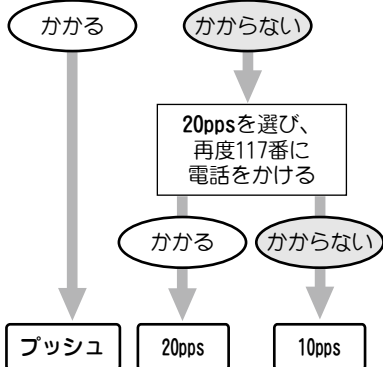 かかる
かからない
20ppsを選び、
再度117番に
電話をかける
かかる
かからない
プッシュ
20pps
10pps